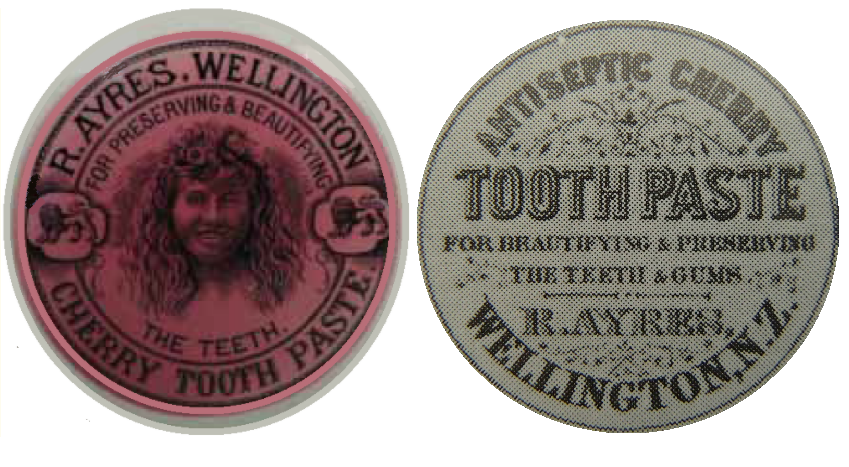 R. AYRES. WELLINGTON
FOR PRESERVING & BEAUTIFYING
THE TEETH.
CHERRY TOOTH PASTE.
ANTISEPTIC CHERRY
TOOTH PASTE
FOR BEAUTIFYING & PRESERVING
THE TEETH & GUMS
R. AYRES,
WELLINGTON, N.Z.